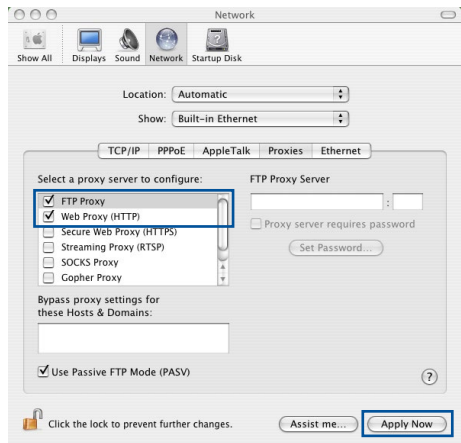 Network
Show All Displays Sound Network Startup Disk
Location: Automatic
Show: Built-in Ethernet
TCP/IP PPPoE AppleTalk Proxies Ethernet
Select a proxy server to configure: FTP Proxy Server
FTP Proxy
:
Web Proxy (HTTP)
Proxy server requires password
Secure Web Proxy (HTTPS)
Streaming Proxy (RTSP) Set Password...
SOCKS Proxy
Gopher Proxy
Bypass proxy settings for
these Hosts & Domains:
Use Passive FTP Mode (PASV) ?
Click the lock to prevent further changes. Assist me... Apply Now